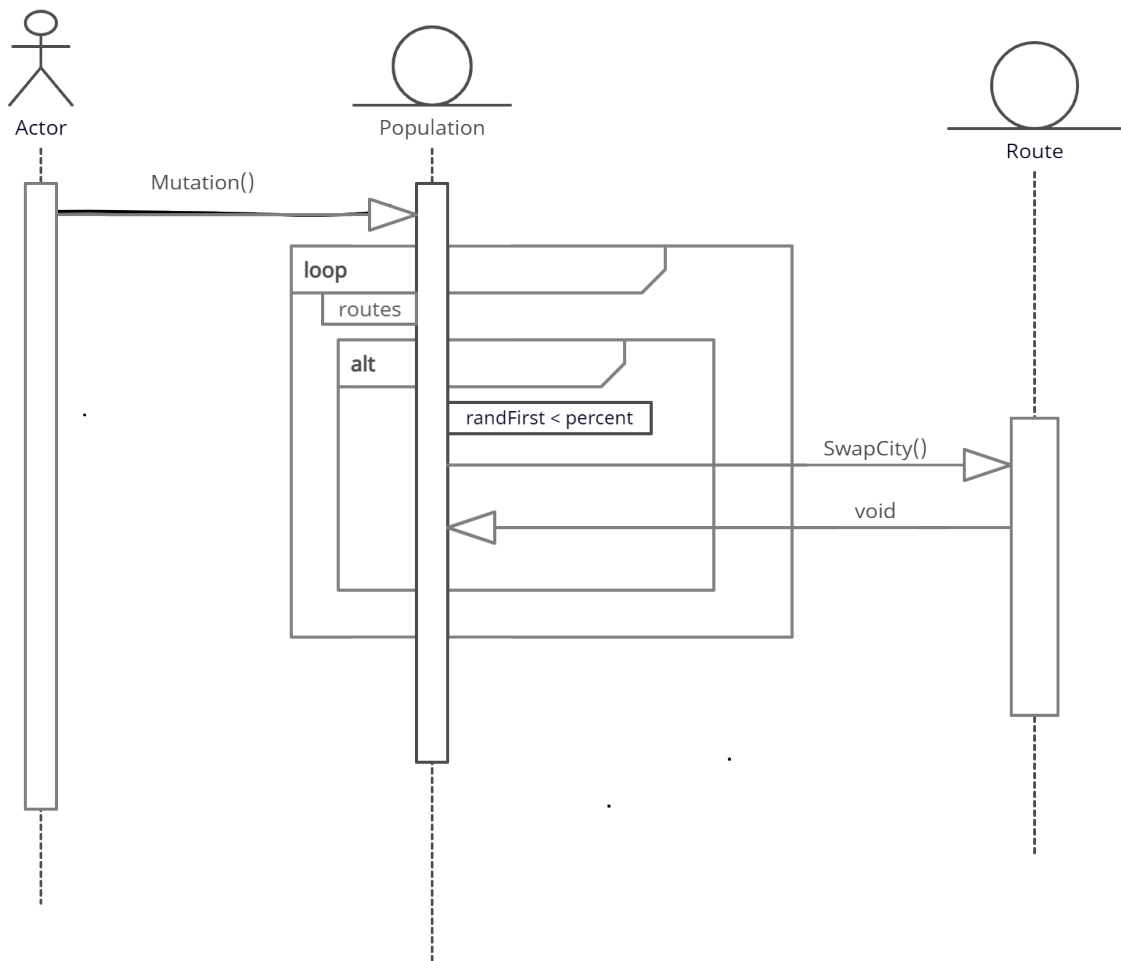 Actor
Population
Route
Mutation()
loop
routes
alt
randFirst < percent
SwapCity()
void